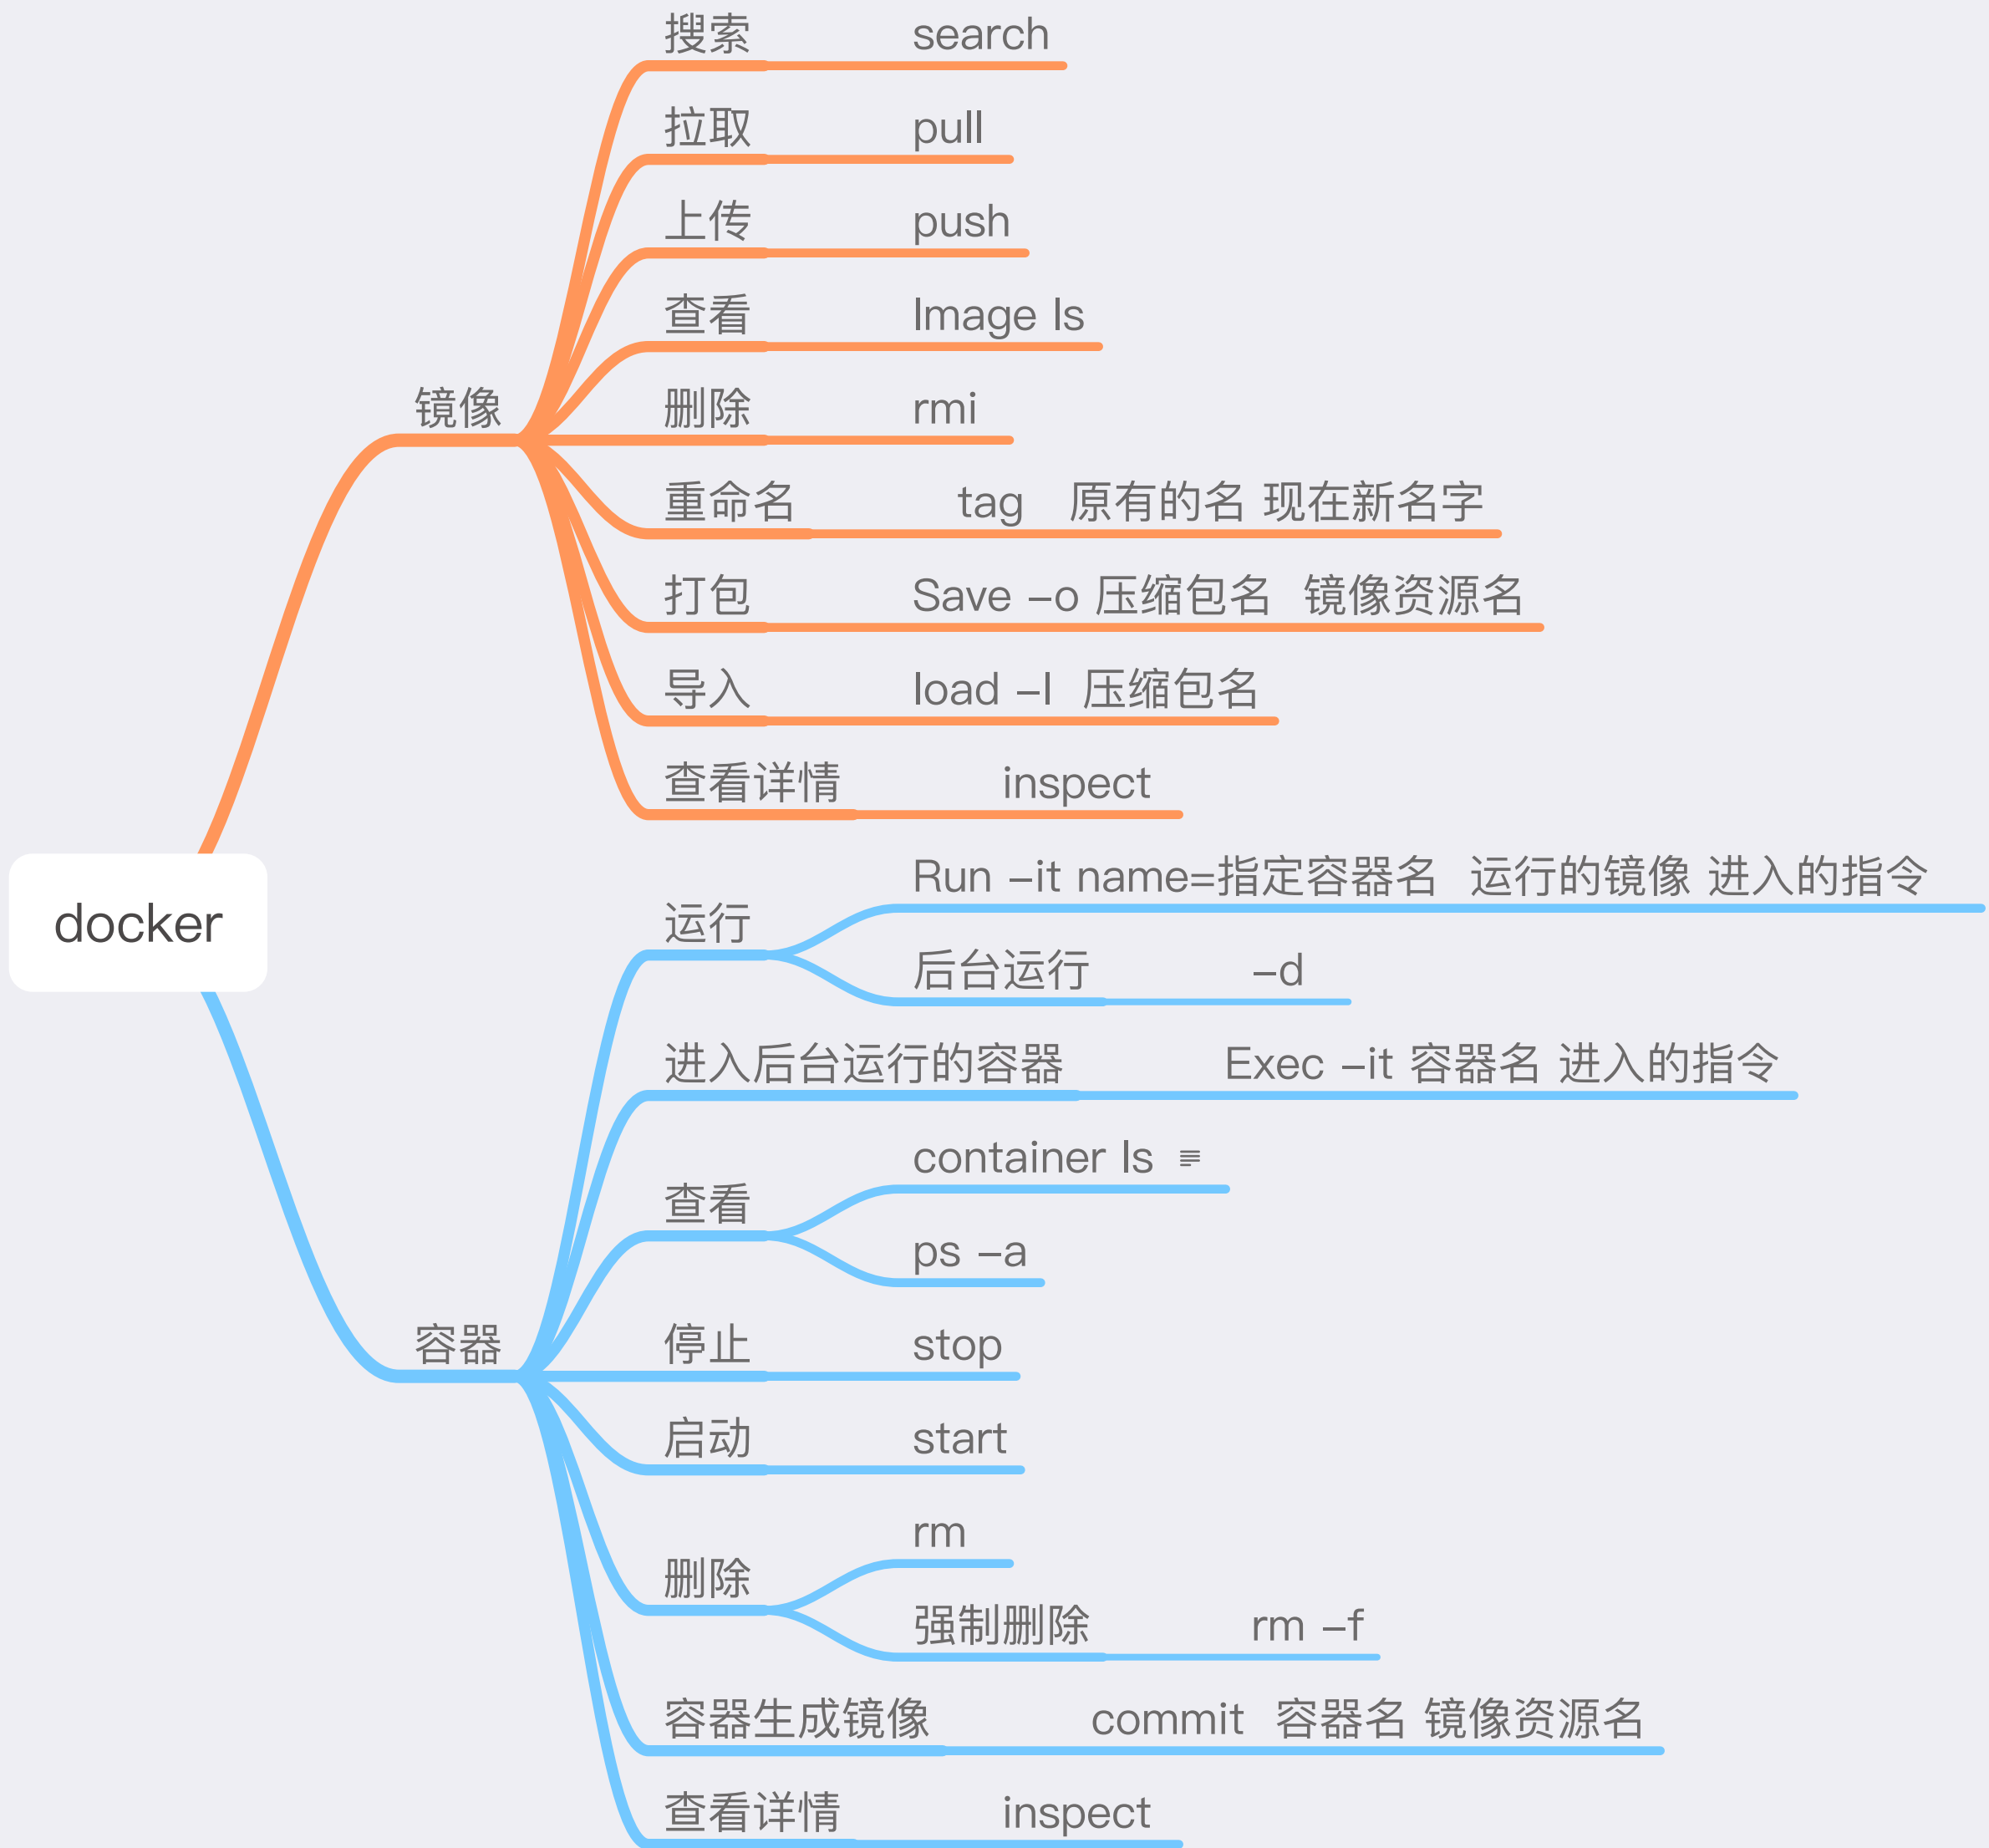 docker
镜像
搜索 search
拉取 pull
上传 push
查看 Image ls
删除 rmi
重命名 tag 原有的名 现在新名字
打包 Save -o 压缩包名 镜像资源名
导入 load -I 压缩包名
查看详情 inspect
容器
运行
Run -it name=指定容器名 运行的镜像 进入的指令
后台运行 -d
进入后台运行的容器 Exec -it 容器名 进入的指令
查看
container ls
ps -a
停止 stop
启动 start
删除
rm
强制删除 rm -f
容器生成镜像 commit 容器名 镜像资源名
查看详情 inspect